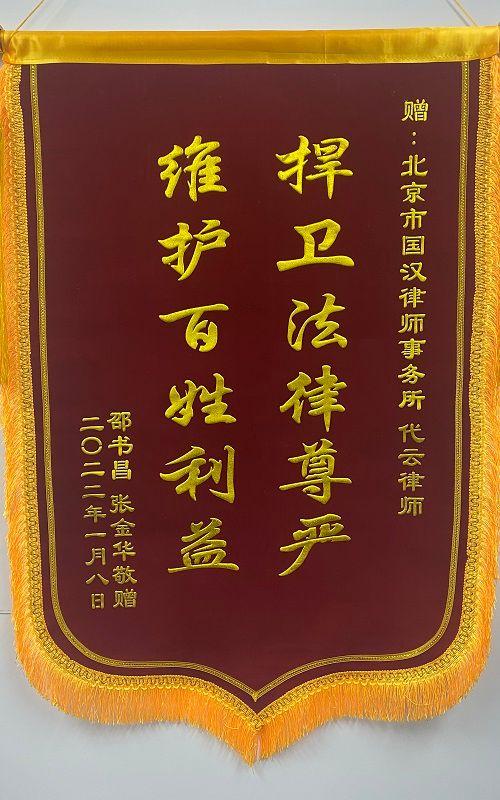 赠：北京市国汉律师事务所 代云律师
捍卫法律尊严
维护百姓利益
邵书昌 张金华敬赠
二〇二二年一月八日